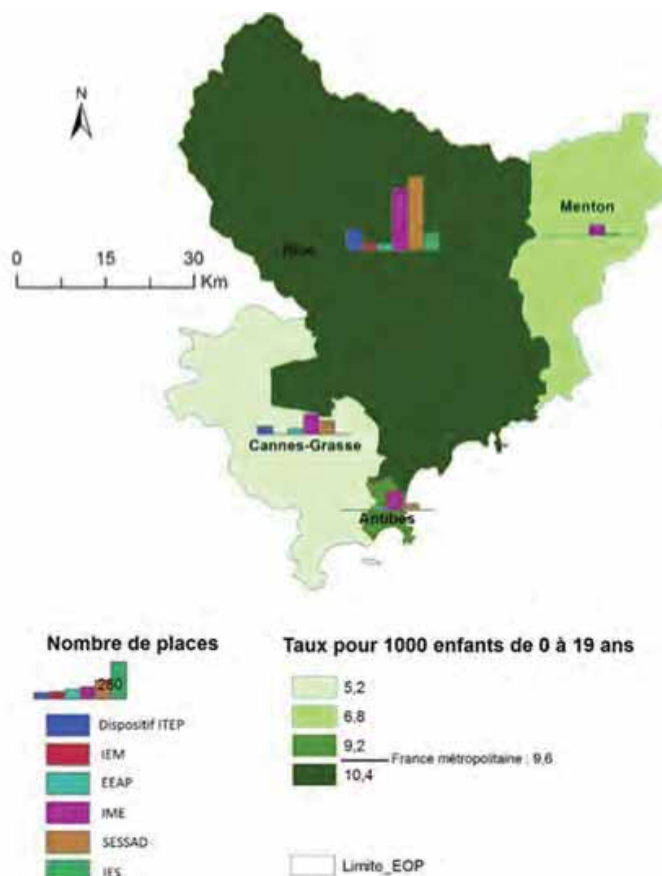 N
Menton
Nice
0 15 30
Km
Cannes-Grasse
Antibes
Nombre de places
260
Dispositif ITEP
IEM
EEAP
IME
SESSAD
IES
Taux pour 1000 enfants de 0 à 19 ans
5,2
6,8
9,2
France métropolitaine : 9,6
10,4
Limite_EOP